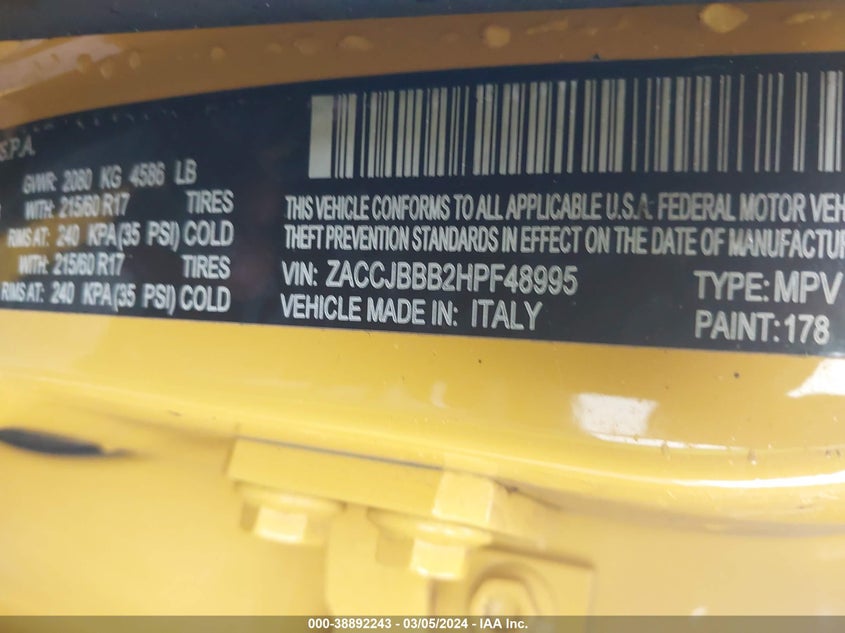 S.P.A.
GVWR: 2080 KG 4586 LB
WITH: 215/60 R17 TIRES
RIMS AT: 240 KPA(35 PSI) COLD
WITH: 215/60 R17 TIRES
RIMS AT: 240 KPA(35 PSI) COLD
THIS VEHICLE CONFORMS TO ALL APPLICABLE U.S.A. FEDERAL MOTOR VEH
THEFT PREVENTION STANDARDS IN EFFECT ON THE DATE OF MANUFACTUR
VIN: ZACCJBBB2HPF48995 TYPE: MPV
VEHICLE MADE IN: ITALY PAINT: 178
000-38892243 / 03/05/2024 - IAA Inc.